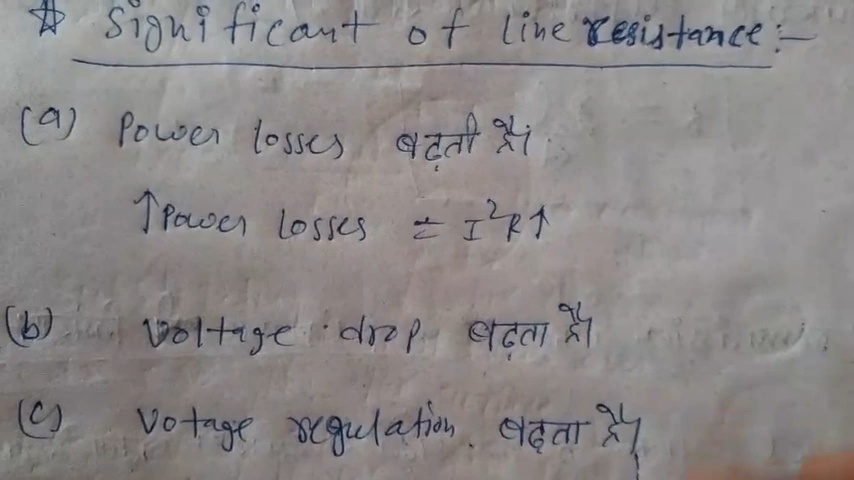 ☆ Significant of line resistance:-
(a) Power losses बढ़ती है।
↑Power losses = I²R↑
(b) Voltage drop बढ़ता है।
(c) Votage regulation. बढ़ता है।